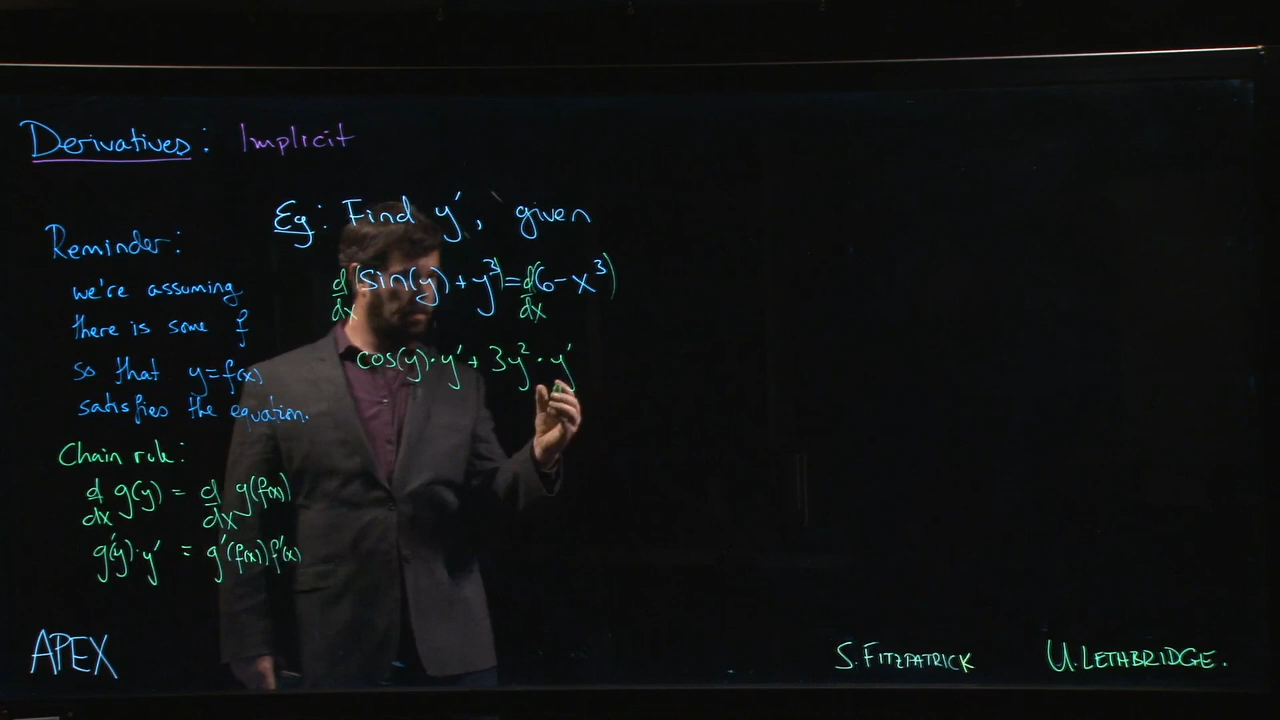 Derivatives: Implicit
Reminder:
we're assuming
there is some f
so that y=f(x)
satisfies the equation.
Chain rule:
d/dx g(y) = d/dx g(f(x))
g'(y)·y' = g'(f(x))f'(x)
Eg: Find y', given
d/dx(sin(y)+y³)=d/dx(6-x³)
cos(y)·y' + 3y²·y'
APEX
S. FITZPATRICK
U. LETHBRIDGE.